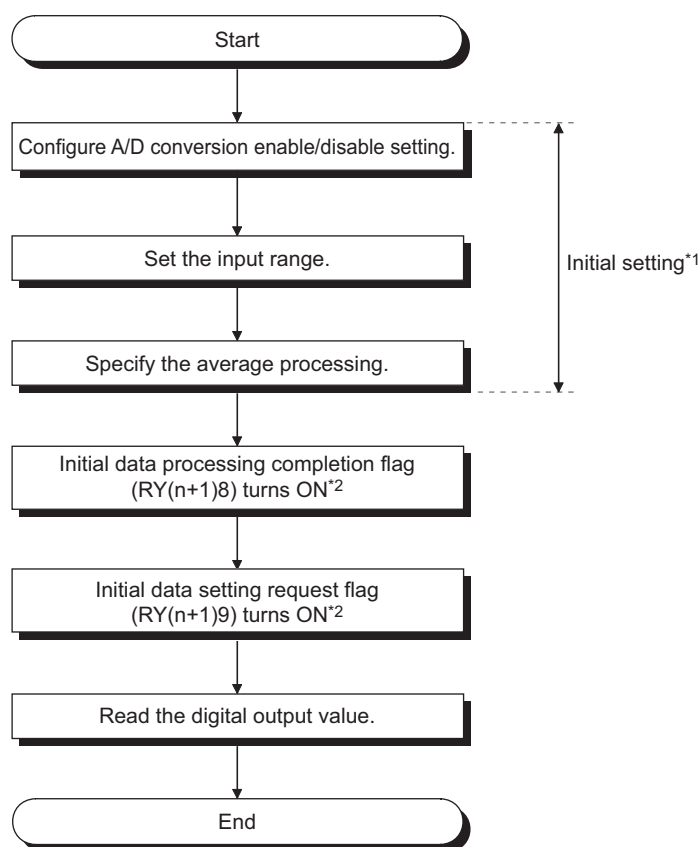 Start
Configure A/D conversion enable/disable setting.
Set the input range.
Initial setting*1
Specify the average processing.
Initial data processing completion flag
(RY(n+1)8) turns ON*2
Initial data setting request flag
(RY(n+1)9) turns ON*2
Read the digital output value.
End